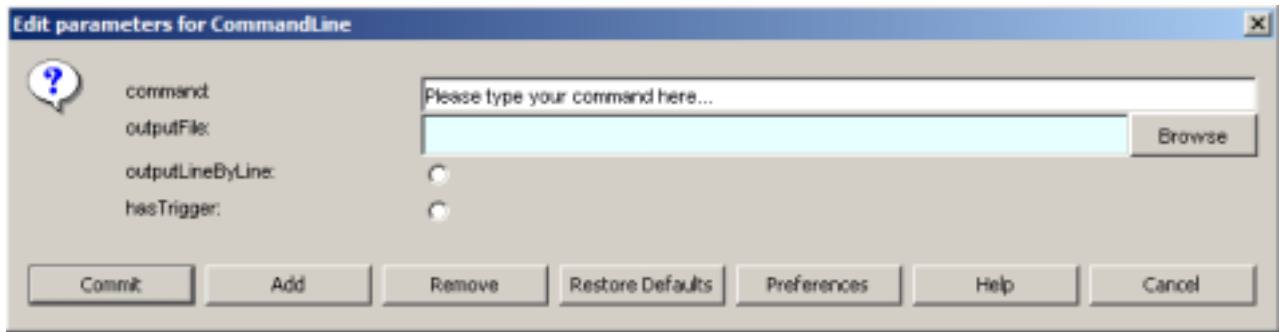 Edit parameters for CommandLine
command: Please type your command here...
outputFile: Browse
outputLineByLine:
hasTrigger:
Commit Add Remove Restore Defaults Preferences Help Cancel